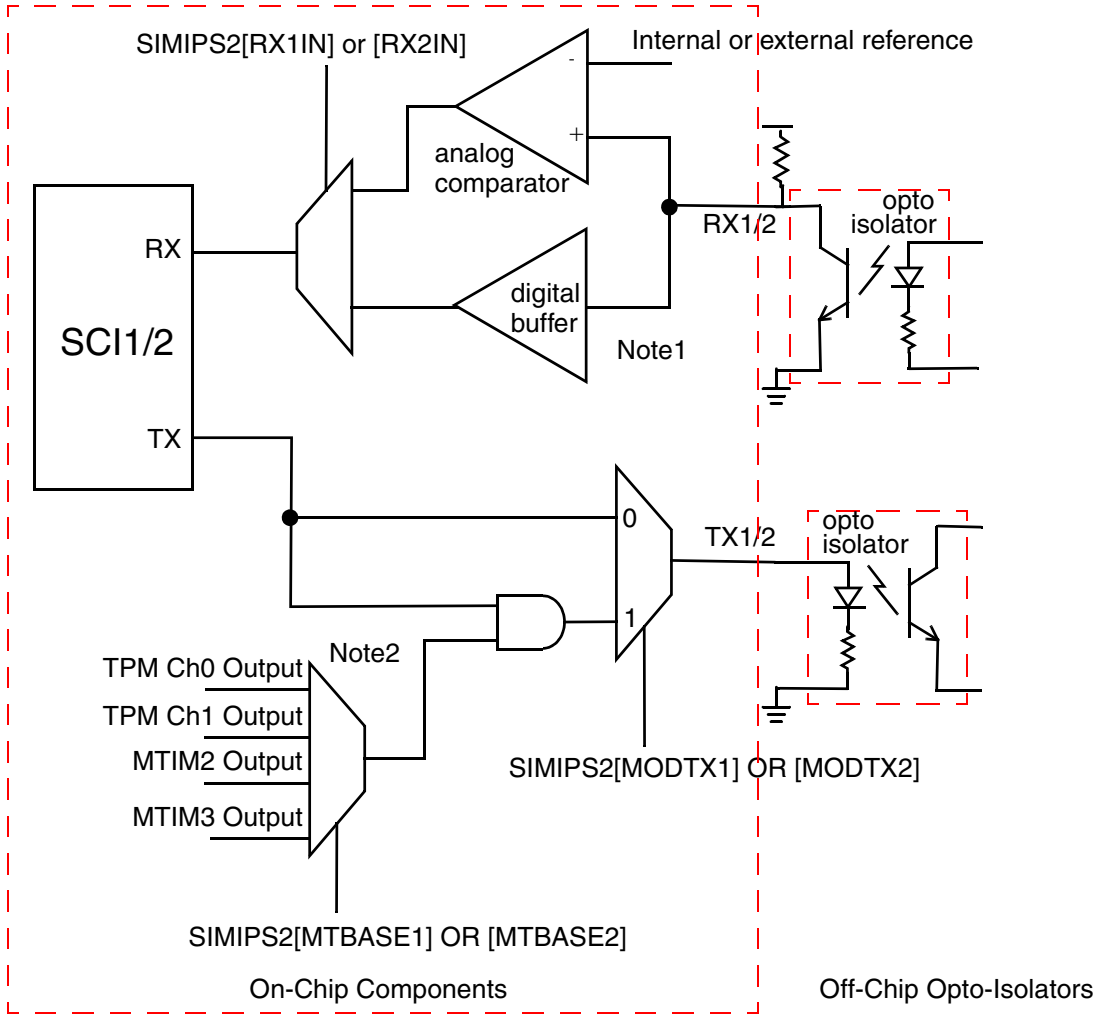 SIMIPS2[RX1IN] or [RX2IN]
Internal or external reference
-
+
analog
comparator
RX1/2
opto
isolator
RX
digital
buffer
SCI1/2
Note1
TX
0
TX1/2
opto
isolator
1
Note2
TPM Ch0 Output
TPM Ch1 Output
MTIM2 Output
MTIM3 Output
SIMIPS2[MODTX1] OR [MODTX2]
SIMIPS2[MTBASE1] OR [MTBASE2]
On-Chip Components
Off-Chip Opto-Isolators